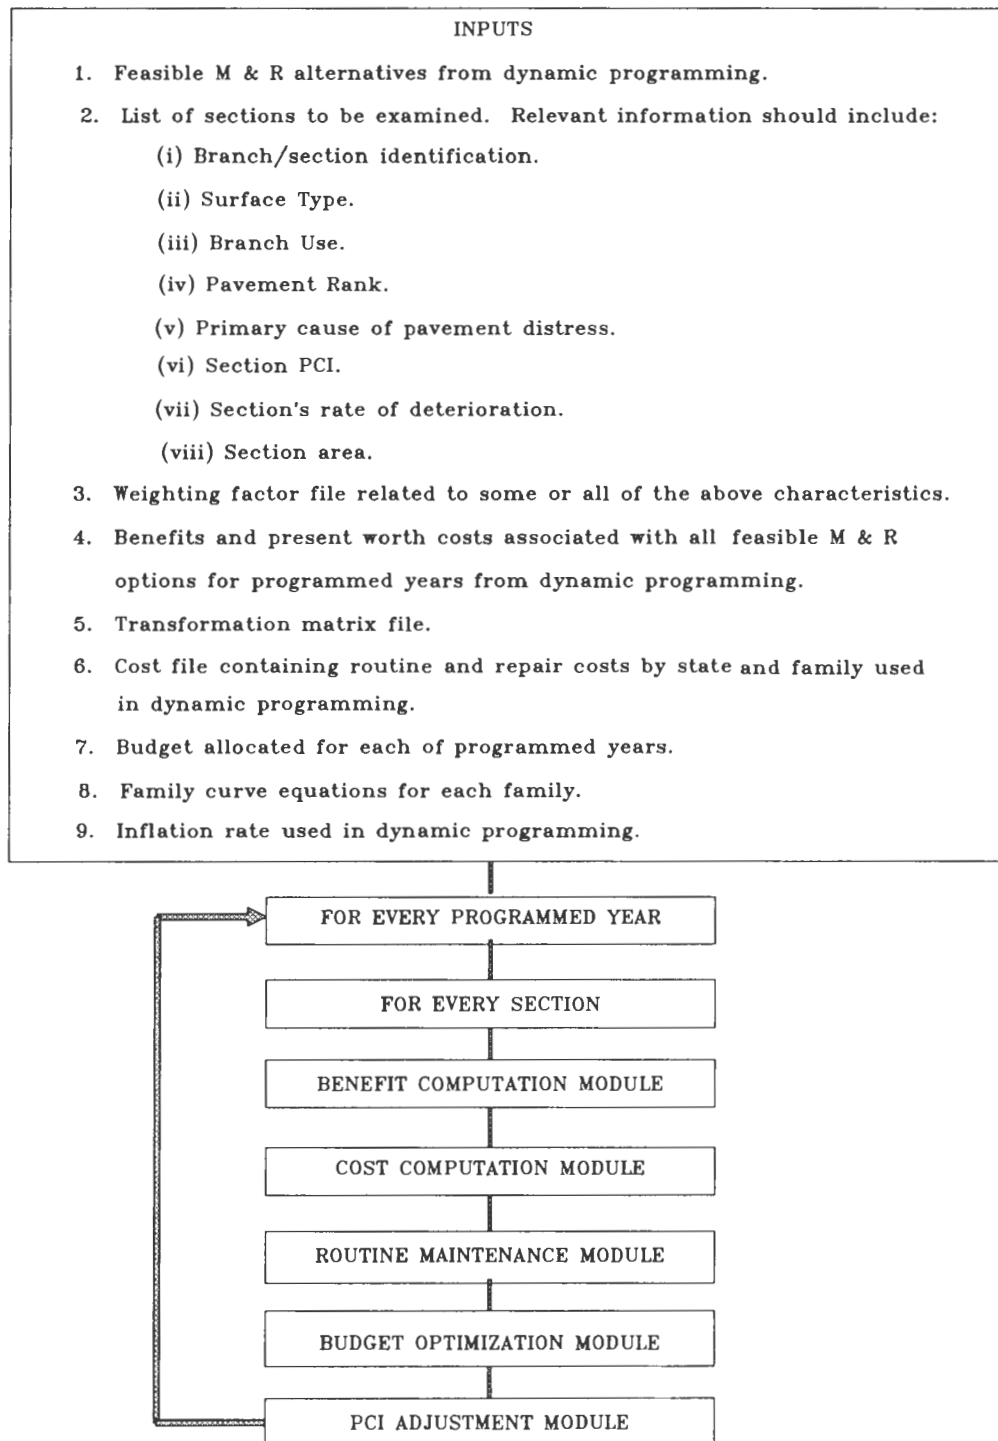 INPUTS
1. Feasible M & R alternatives from dynamic programming.
2. List of sections to be examined. Relevant information should include:
(i) Branch/section identification.
(ii) Surface Type.
(iii) Branch Use.
(iv) Pavement Rank.
(v) Primary cause of pavement distress.
(vi) Section PCI.
(vii) Section's rate of deterioration.
(viii) Section area.
3. Weighting factor file related to some or all of the above characteristics.
4. Benefits and present worth costs associated with all feasible M & R
options for programmed years from dynamic programming.
5. Transformation matrix file.
6. Cost file containing routine and repair costs by state and family used
in dynamic programming.
7. Budget allocated for each of programmed years.
8. Family curve equations for each family.
9. Inflation rate used in dynamic programming.
FOR EVERY PROGRAMMED YEAR
FOR EVERY SECTION
BENEFIT COMPUTATION MODULE
COST COMPUTATION MODULE
ROUTINE MAINTENANCE MODULE
BUDGET OPTIMIZATION MODULE
PCI ADJUSTMENT MODULE